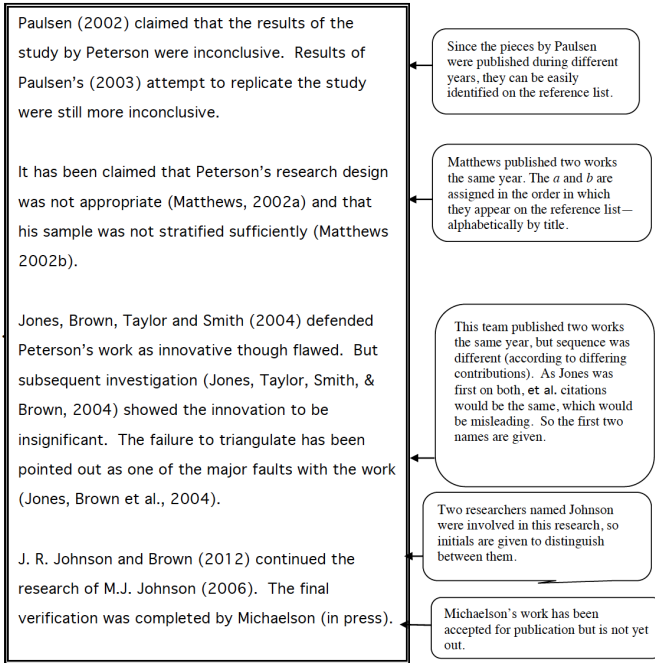 Paulsen (2002) claimed that the results of the
study by Peterson were inconclusive.  Results of
Paulsen's (2003) attempt to replicate the study
were still more inconclusive.
Since the pieces by Paulsen
were published during different
years, they can be easily
identified on the reference list.
It has been claimed that Peterson's research design
was not appropriate (Matthews, 2002a) and that
his sample was not stratified sufficiently (Matthews
2002b).
Matthews published two works
the same year. The a and b are
assigned in the order in which
they appear on the reference list—
alphabetically by title.
Jones, Brown, Taylor and Smith (2004) defended
Peterson's work as innovative though flawed.  But
subsequent investigation (Jones, Taylor, Smith, &
Brown, 2004) showed the innovation to be
insignificant.  The failure to triangulate has been
pointed out as one of the major faults with the work
(Jones, Brown et al., 2004).
This team published two works
the same year, but sequence was
different (according to differing
contributions).  As Jones was
first on both, et al. citations
would be the same, which would
be misleading.  So the first two
names are given.
J. R. Johnson and Brown (2012) continued the
research of M.J. Johnson (2006).  The final
verification was completed by Michaelson (in press).
Two researchers named Johnson
were involved in this research, so
initials are given to distinguish
between them.
Michaelson's work has been
accepted for publication but is not yet
out.